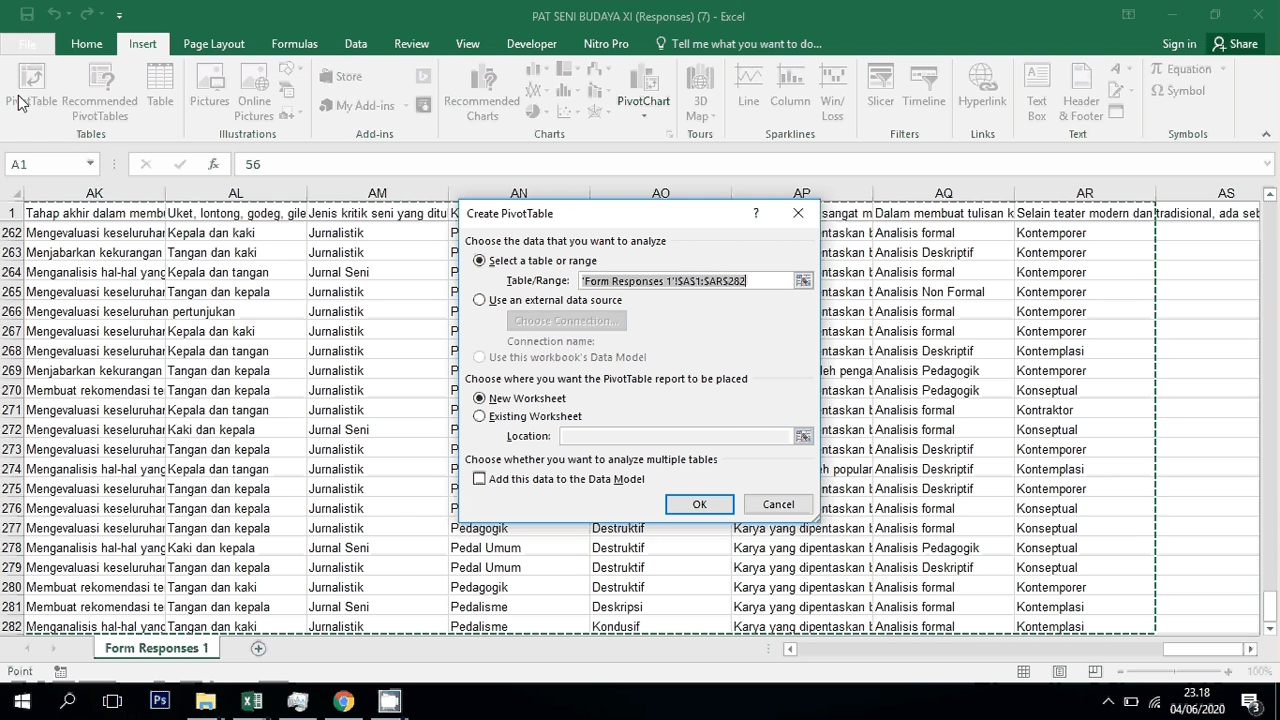 PAT SENI BUDAYA XI (Responses) (7) - Excel
File Home Insert Page Layout Formulas Data Review View Developer Nitro Pro Tell me what you want to do... Sign in Share
PivotTable Recommended PivotTables Table Pictures Online Pictures Store My Add-ins Recommended Charts PivotChart 3D Map Line Column Win/ Loss Slicer Timeline Hyperlink Text Box Header & Footer Equation Symbol
Tables Illustrations Add-ins Charts Tours Sparklines Filters Links Text Symbols
A1 fx 56
AK AL AM AN AO AP AQ AR AS
1 Tahap akhir dalam memb Uket, lontong, godeg, gile Jenis kritik seni yang ditu sangat m Dalam membuat tulisan k Selain teater modern dan tradisional, ada seb
262 Mengevaluasi keseluruhan Kepala dan kaki Jurnalistik Analisis formal Kontemporer
263 Menjabarkan kekurangan Tangan dan kepala Jurnalistik Analisis Deskriptif Kontemporer
264 Menganalisis hal-hal yang Kepala dan tangan Jurnal Seni Analisis formal Kontemporer
265 Mengevaluasi keseluruhan Kepala dan tangan Jurnalistik Analisis Non Formal Kontemporer
266 Mengevaluasi keseluruhan pertunjukan Jurnalistik Analisis formal Kontemporer
267 Mengevaluasi keseluruhan Kepala dan kaki Jurnalistik Analisis formal Kontemplasi
268 Mengevaluasi keseluruhan Kepala dan tangan Jurnalistik Analisis Deskriptif Kontemplasi
269 Menjabarkan kekurangan Kepala dan tangan Jurnalistik leh penga Analisis Pedagogik Kontemplasi
270 Membuat rekomendasi te Tangan dan kepala Jurnalistik Analisis Deskriptif Konseptual
271 Mengevaluasi keseluruhan Kepala dan tangan Jurnalistik Analisis formal Kontraktor
272 Mengevaluasi keseluruhan Kaki dan kepala Jurnalistik Analisis formal Konseptual
273 Mengevaluasi keseluruhan Tangan dan kepala Jurnalistik Analisis Deskriptif Kontemporer
274 Menganalisis hal-hal yang Kepala dan tangan Jurnalistik eh popular Analisis formal Kontemplasi
275 Mengevaluasi keseluruhan Tangan dan kepala Jurnalistik Analisis Deskriptif Kontemporer
276 Mengevaluasi keseluruhan Tangan dan kepala Jurnalistik Analisis formal Konseptual
277 Mengevaluasi keseluruhan Tangan dan kaki Jurnalistik Pedagogik Destruktif Karya yang dipentaskan b Analisis formal Konseptual
278 Menganalisis hal-hal yang Kaki dan kepala Jurnal Seni Pedal Umum Destruktif Karya yang dipentaskan b Analisis Pedagogik Konseptual
279 Mengevaluasi keseluruhan Tangan dan kepala Jurnalistik Pedal Umum Destruktif Karya yang dipentaskan b Analisis Deskriptif Konseptual
280 Membuat rekomendasi te Tangan dan kaki Jurnalistik Pedagogik Destruktif Karya yang dipentaskan b Analisis formal Kontemporer
281 Membuat rekomendasi te Tangan dan kepala Jurnal Seni Pedalisme Deskripsi Karya yang dipentaskan b Analisis formal Kontemplasi
282 Menganalisis hal-hal yang Tangan dan kaki Jurnal Seni Pedalisme Kondusif Karya yang dipentaskan b Analisis formal Kontemplasi
Create PivotTable ?
Choose the data that you want to analyze
Select a table or range
Table/Range: 'Form Responses 1'!$A$1:$AR$282
Use an external data source
Choose Connection...
Connection name:
Use this workbook's Data Model
Choose where you want the PivotTable report to be placed
New Worksheet
Existing Worksheet
Location:
Choose whether you want to analyze multiple tables
Add this data to the Data Model
OK Cancel
Form Responses 1
Point 100%
Ps 23.18
04/06/2020 3